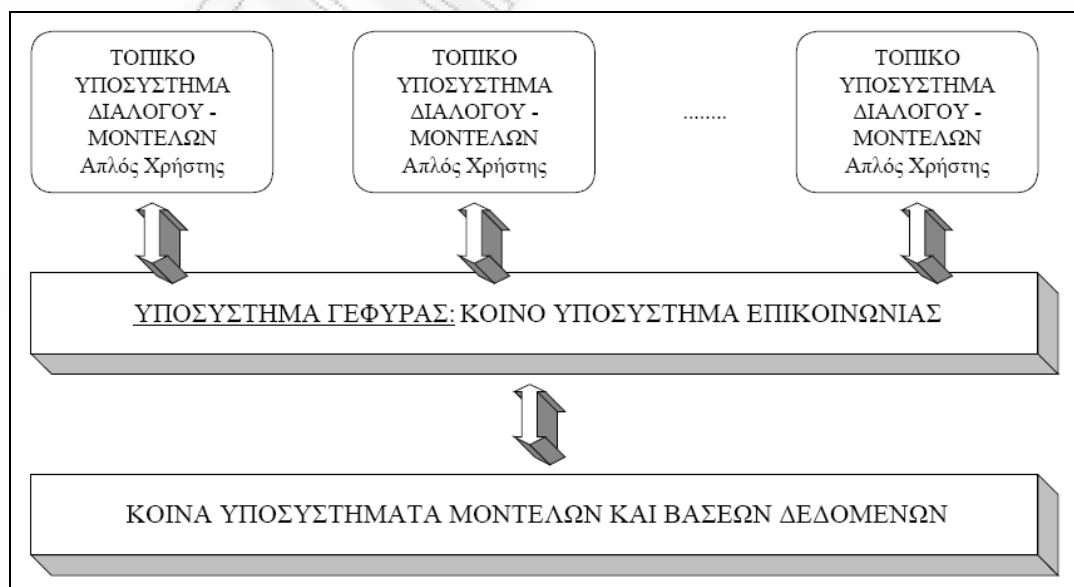 ΤΟΠΙΚΟ
ΥΠΟΣΥΣΤΗΜΑ
ΔΙΑΛΟΓΟΥ -
ΜΟΝΤΕΛΩΝ
Απλός Χρήστης
ΤΟΠΙΚΟ
ΥΠΟΣΥΣΤΗΜΑ
ΔΙΑΛΟΓΟΥ -
ΜΟΝΤΕΛΩΝ
Απλός Χρήστης
........
ΤΟΠΙΚΟ
ΥΠΟΣΥΣΤΗΜΑ
ΔΙΑΛΟΓΟΥ -
ΜΟΝΤΕΛΩΝ
Απλός Χρήστης
ΥΠΟΣΥΣΤΗΜΑ ΓΕΦΥΡΑΣ: ΚΟΙΝΟ ΥΠΟΣΥΣΤΗΜΑ ΕΠΙΚΟΙΝΩΝΙΑΣ
ΚΟΙΝΑ ΥΠΟΣΥΣΤΗΜΑΤΑ ΜΟΝΤΕΛΩΝ ΚΑΙ ΒΑΣΕΩΝ ΔΕΔΟΜΕΝΩΝ